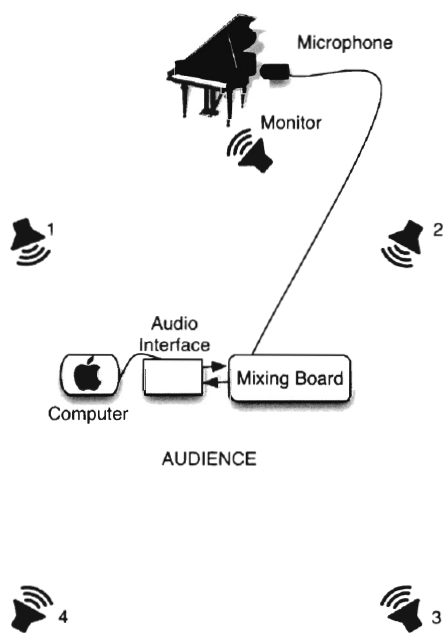 Microphone
Monitor
1
2
Audio
Interface
Mixing Board
Computer
AUDIENCE
4
3